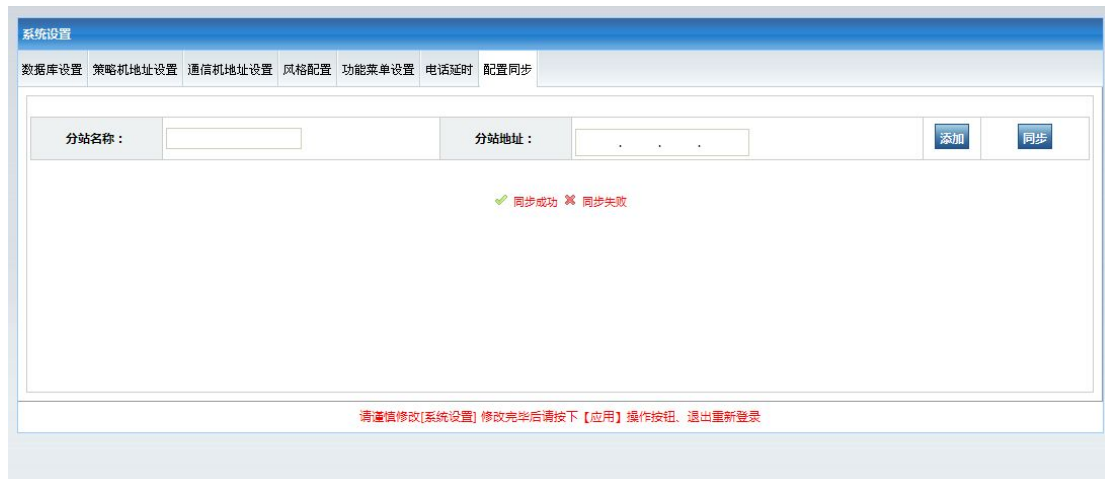 系统设置
数据库设置 策略机地址设置 通信机地址设置 风格配置 功能菜单设置 电话延时 配置同步
分站名称： 分站地址： . . . 添加 同步
同步成功 同步失败
请谨慎修改[系统设置] 修改完毕后请按下【应用】操作按钮、退出重新登录